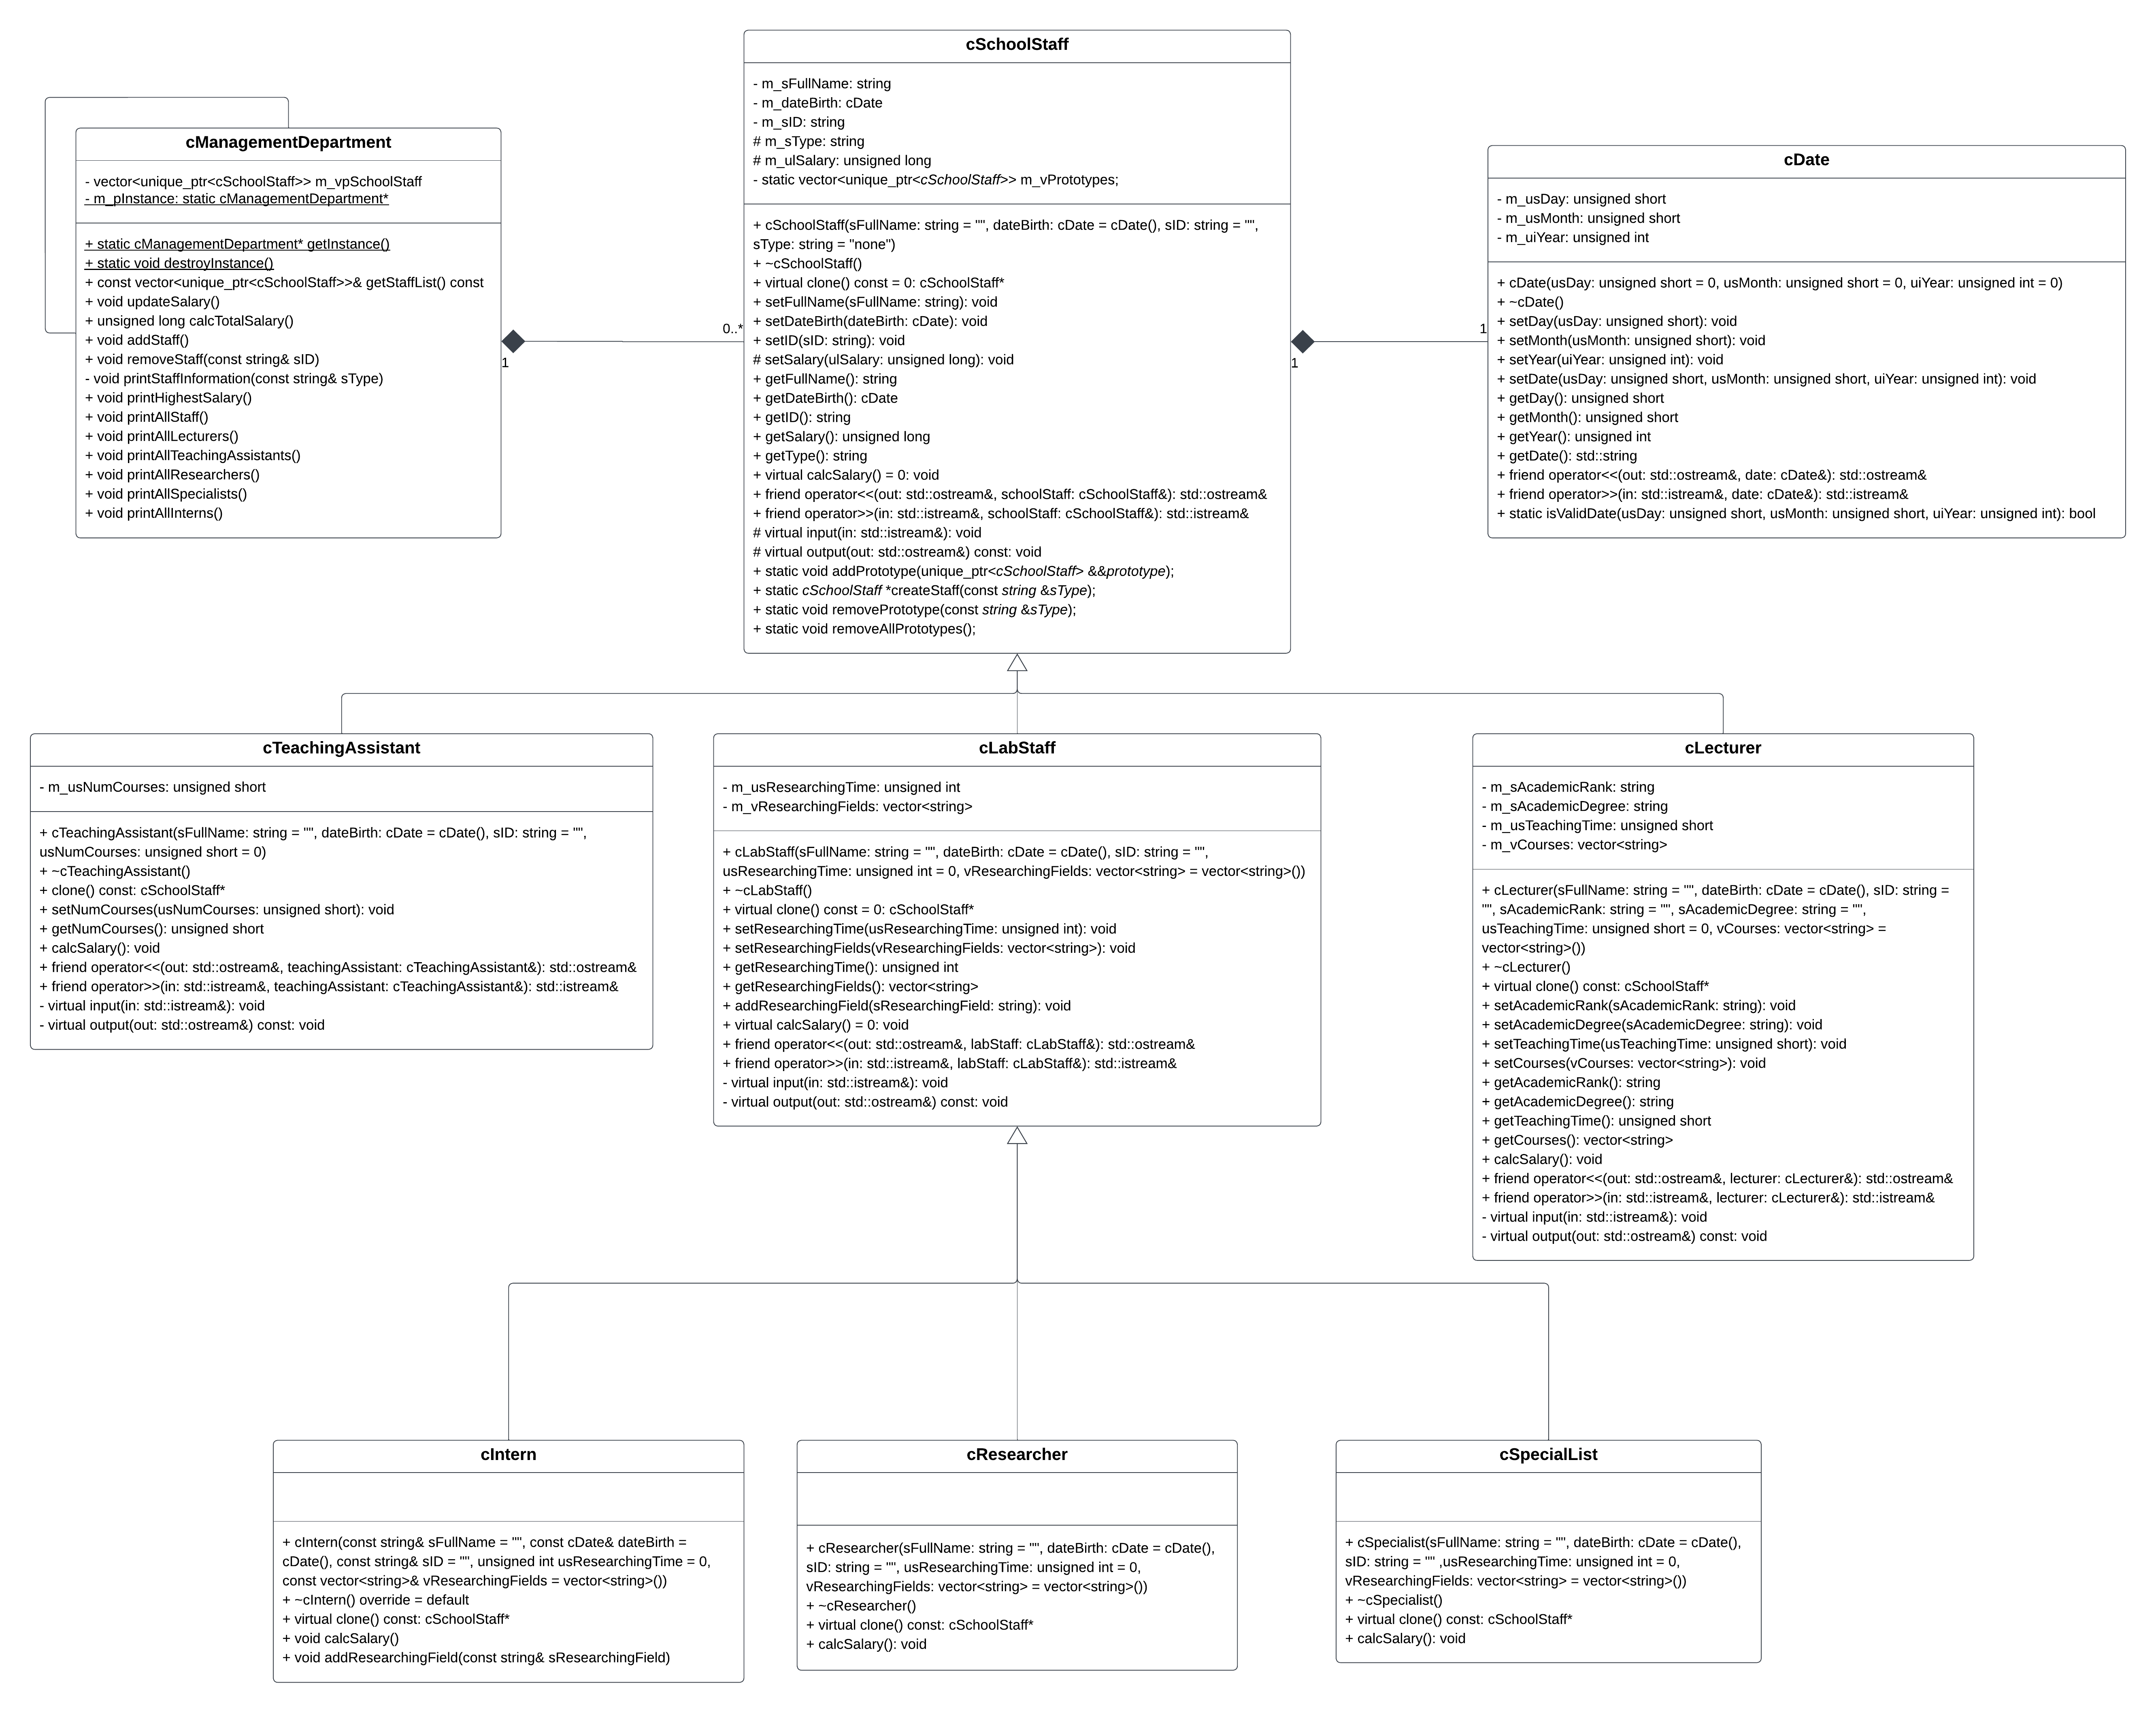 cSchoolStaff
- m_sFullName: string
- m_dateBirth: cDate
- m_sID: string
# m_sType: string
# m_ulSalary: unsigned long
- static vector<unique_ptr<cSchoolStaff>> m_vPrototypes;
+ cSchoolStaff(sFullName: string = "", dateBirth: cDate = cDate(), sID: string = "",
sType: string = "none")
+ ~cSchoolStaff()
+ virtual clone() const = 0: cSchoolStaff*
+ setFullName(sFullName: string): void
+ setDateBirth(dateBirth: cDate): void
+ setID(sID: string): void
# setSalary(ulSalary: unsigned long): void
+ getFullName(): string
+ getDateBirth(): cDate
+ getID(): string
+ getSalary(): unsigned long
+ getType(): string
+ virtual calcSalary() = 0: void
+ friend operator<<(out: std::ostream&, schoolStaff: cSchoolStaff&): std::ostream&
+ friend operator>>(in: std::istream&, schoolStaff: cSchoolStaff&): std::istream&
# virtual input(in: std::istream&): void
# virtual output(out: std::ostream&) const: void
+ static void addPrototype(unique_ptr<cSchoolStaff> &&prototype);
+ static cSchoolStaff *createStaff(const string &sType);
+ static void removePrototype(const string &sType);
+ static void removeAllPrototypes();
cManagementDepartment
- vector<unique_ptr<cSchoolStaff>> m_vpSchoolStaff
- m_pInstance: static cManagementDepartment*
+ static cManagementDepartment* getInstance()
+ static void destroyInstance()
+ const vector<unique_ptr<cSchoolStaff>>& getStaffList() const
+ void updateSalary()
+ unsigned long calcTotalSalary()
+ void addStaff()
+ void removeStaff(const string& sID)
- void printStaffInformation(const string& sType)
+ void printHighestSalary()
+ void printAllStaff()
+ void printAllLecturers()
+ void printAllTeachingAssistants()
+ void printAllResearchers()
+ void printAllSpecialists()
+ void printAllInterns()
1
0..*
1
1
cDate
- m_usDay: unsigned short
- m_usMonth: unsigned short
- m_uiYear: unsigned int
+ cDate(usDay: unsigned short = 0, usMonth: unsigned short = 0, uiYear: unsigned int = 0)
+ ~cDate()
+ setDay(usDay: unsigned short): void
+ setMonth(usMonth: unsigned short): void
+ setYear(uiYear: unsigned int): void
+ setDate(usDay: unsigned short, usMonth: unsigned short, uiYear: unsigned int): void
+ getDay(): unsigned short
+ getMonth(): unsigned short
+ getYear(): unsigned int
+ getDate(): std::string
+ friend operator<<(out: std::ostream&, date: cDate&): std::ostream&
+ friend operator>>(in: std::istream&, date: cDate&): std::istream&
+ static isValidDate(usDay: unsigned short, usMonth: unsigned short, uiYear: unsigned int): bool
cTeachingAssistant
- m_usNumCourses: unsigned short
+ cTeachingAssistant(sFullName: string = "", dateBirth: cDate = cDate(), sID: string = "",
usNumCourses: unsigned short = 0)
+ ~cTeachingAssistant()
+ clone() const: cSchoolStaff*
+ setNumCourses(usNumCourses: unsigned short): void
+ getNumCourses(): unsigned short
+ calcSalary(): void
+ friend operator<<(out: std::ostream&, teachingAssistant: cTeachingAssistant&): std::ostream&
+ friend operator>>(in: std::istream&, teachingAssistant: cTeachingAssistant&): std::istream&
- virtual input(in: std::istream&): void
- virtual output(out: std::ostream&) const: void
cLabStaff
- m_usResearchingTime: unsigned int
- m_vResearchingFields: vector<string>
+ cLabStaff(sFullName: string = "", dateBirth: cDate = cDate(), sID: string = "",
usResearchingTime: unsigned int = 0, vResearchingFields: vector<string> = vector<string>())
+ ~cLabStaff()
+ virtual clone() const = 0: cSchoolStaff*
+ setResearchingTime(usResearchingTime: unsigned int): void
+ setResearchingFields(vResearchingFields: vector<string>): void
+ getResearchingTime(): unsigned int
+ getResearchingFields(): vector<string>
+ addResearchingField(sResearchingField: string): void
+ virtual calcSalary() = 0: void
+ friend operator<<(out: std::ostream&, labStaff: cLabStaff&): std::ostream&
+ friend operator>>(in: std::istream&, labStaff: cLabStaff&): std::istream&
- virtual input(in: std::istream&): void
- virtual output(out: std::ostream&) const: void
cLecturer
- m_sAcademicRank: string
- m_sAcademicDegree: string
- m_usTeachingTime: unsigned short
- m_vCourses: vector<string>
+ cLecturer(sFullName: string = "", dateBirth: cDate = cDate(), sID: string =
"", sAcademicRank: string = "", sAcademicDegree: string = "",
usTeachingTime: unsigned short = 0, vCourses: vector<string> =
vector<string>())
+ ~cLecturer()
+ virtual clone() const: cSchoolStaff*
+ setAcademicRank(sAcademicRank: string): void
+ setAcademicDegree(sAcademicDegree: string): void
+ setTeachingTime(usTeachingTime: unsigned short): void
+ setCourses(vCourses: vector<string>): void
+ getAcademicRank(): string
+ getAcademicDegree(): string
+ getTeachingTime(): unsigned short
+ getCourses(): vector<string>
+ calcSalary(): void
+ friend operator<<(out: std::ostream&, lecturer: cLecturer&): std::ostream&
+ friend operator>>(in: std::istream&, lecturer: cLecturer&): std::istream&
- virtual input(in: std::istream&): void
- virtual output(out: std::ostream&) const: void
cIntern
+ cIntern(const string& sFullName = "", const cDate& dateBirth =
cDate(), const string& sID = "", unsigned int usResearchingTime = 0,
const vector<string>& vResearchingFields = vector<string>())
+ ~cIntern() override = default
+ virtual clone() const: cSchoolStaff*
+ void calcSalary()
+ void addResearchingField(const string& sResearchingField)
cResearcher
+ cResearcher(sFullName: string = "", dateBirth: cDate = cDate(),
sID: string = "", usResearchingTime: unsigned int = 0,
vResearchingFields: vector<string> = vector<string>())
+ ~cResearcher()
+ virtual clone() const: cSchoolStaff*
+ calcSalary(): void
cSpecialList
+ cSpecialist(sFullName: string = "", dateBirth: cDate = cDate(),
sID: string = "" ,usResearchingTime: unsigned int = 0,
vResearchingFields: vector<string> = vector<string>())
+ ~cSpecialist()
+ virtual clone() const: cSchoolStaff*
+ calcSalary(): void